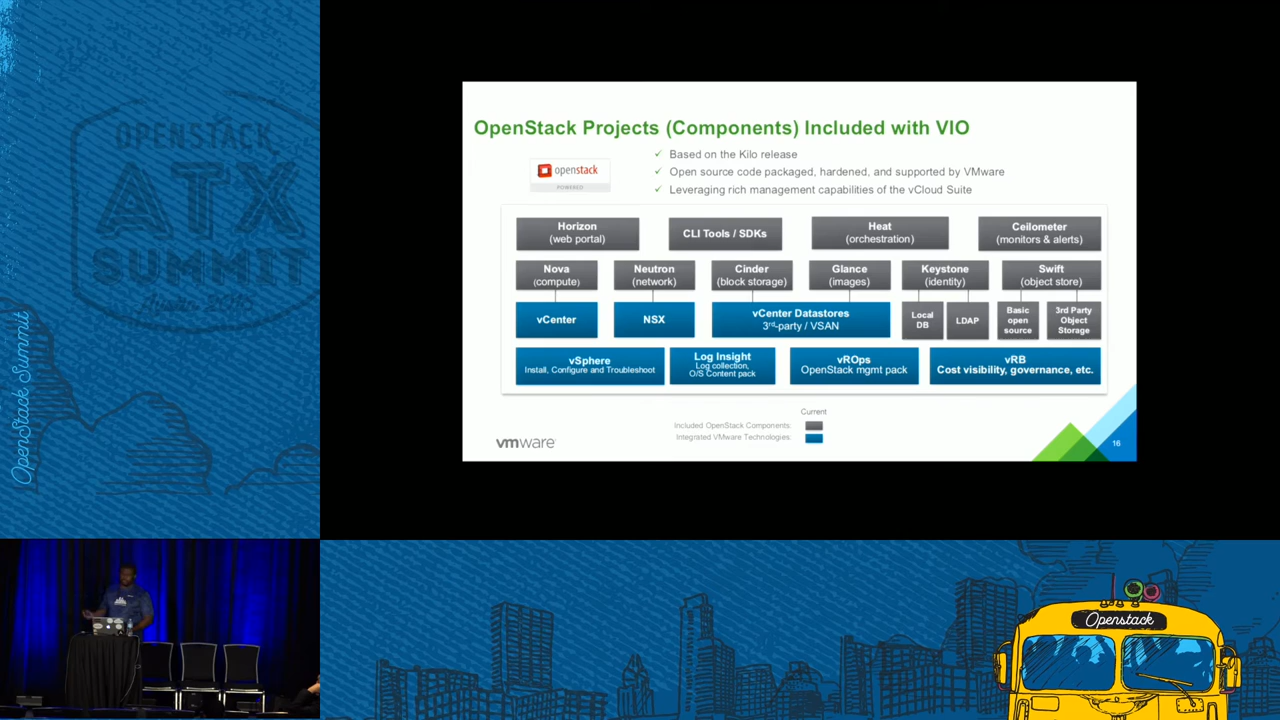 OPENSTACK
ATX
SUMMIT
OpenStack Summit
OpenStack Projects (Components) Included with VIO
openstack
POWERED
✓ Based on the Kilo release
✓ Open source code packaged, hardened, and supported by VMware
✓ Leveraging rich management capabilities of the vCloud Suite
Horizon
(web portal)
CLI Tools / SDKs
Heat
(orchestration)
Ceilometer
(monitors & alerts)
Nova
(compute)
Neutron
(network)
Cinder
(block storage)
Glance
(images)
Keystone
(identity)
Swift
(object store)
vCenter
NSX
vCenter Datastores
3rd-party / VSAN
Local
DB
LDAP
Basic
open
source
3rd Party
Object
Storage
vSphere
Install, Configure and Troubleshoot
Log Insight
Log collection,
O/S Content pack
vROps
OpenStack mgmt pack
vRB
Cost visibility, governance, etc.
Current
Included OpenStack Components:
Integrated VMware Technologies:
vmware
16
Openstack